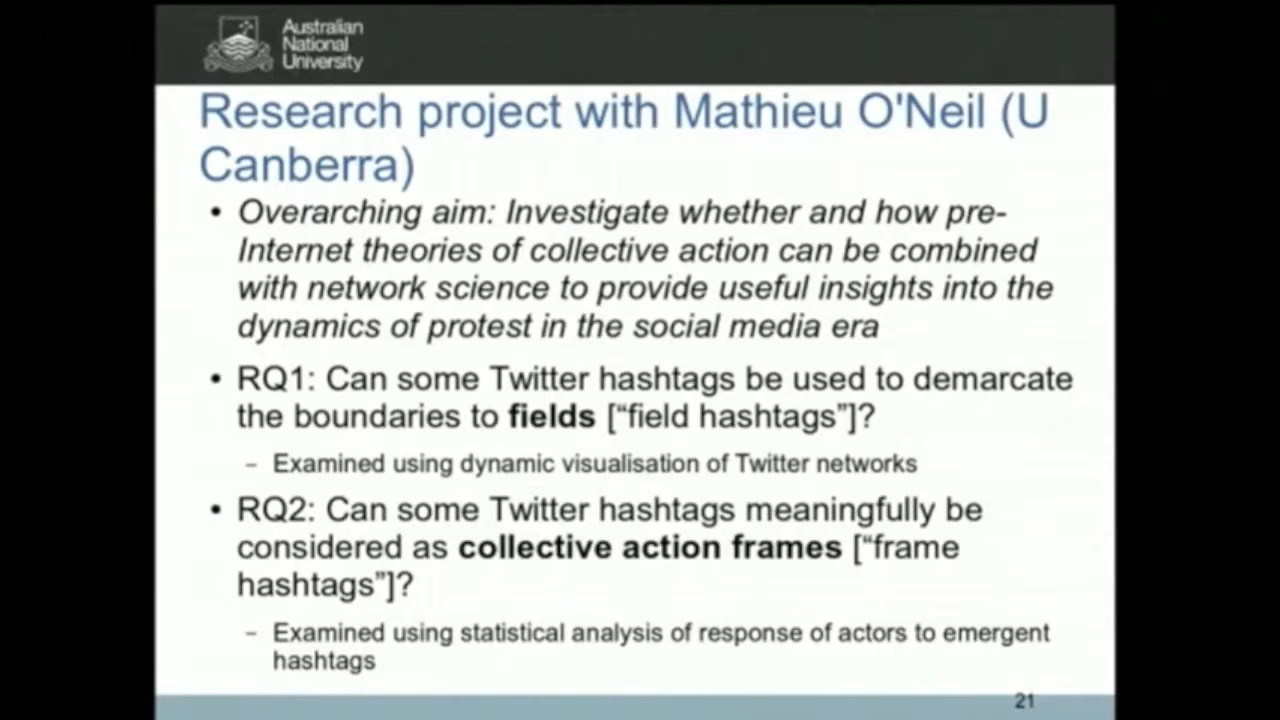 Australian
National
University
Research project with Mathieu O'Neil (U
Canberra)
• Overarching aim: Investigate whether and how pre-
Internet theories of collective action can be combined
with network science to provide useful insights into the
dynamics of protest in the social media era
• RQ1: Can some Twitter hashtags be used to demarcate
the boundaries to fields [“field hashtags”]?
– Examined using dynamic visualisation of Twitter networks
• RQ2: Can some Twitter hashtags meaningfully be
considered as collective action frames [“frame
hashtags”]?
– Examined using statistical analysis of response of actors to emergent
hashtags
21